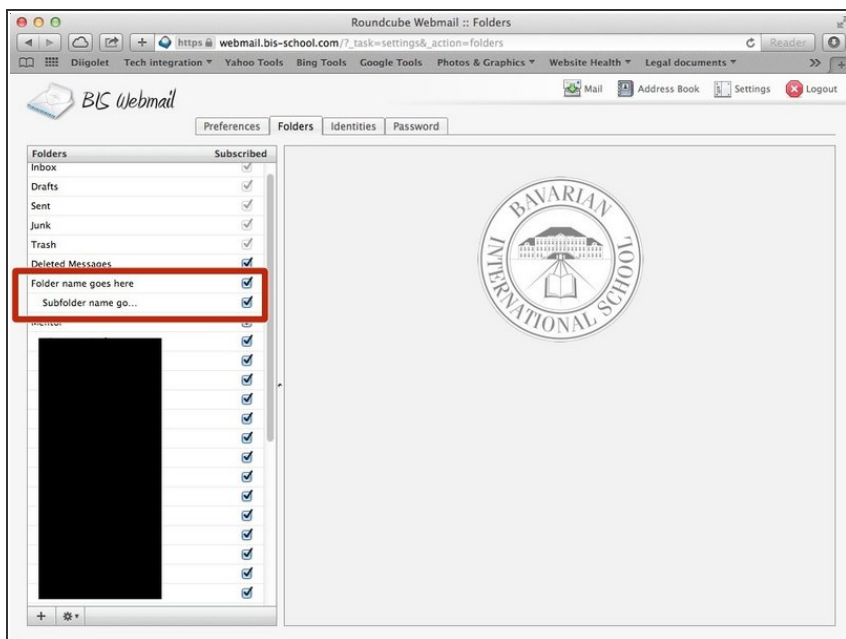 Roundcube Webmail :: Folders
https webmail.bis-school.com/?_task=settings&_action=folders
Reader
Diigolet Tech integration Yahoo Tools Bing Tools Google Tools Photos & Graphics Website Health Legal documents
BIS Webmail
Mail Address Book Settings Logout
Preferences Folders Identities Password
Folders Subscribed
Inbox
Drafts
Sent
Junk
Trash
Deleted Messages
Folder name goes here
Subfolder name go...
Mentor
BAVARIAN
INTERNATIONAL SCHOOL